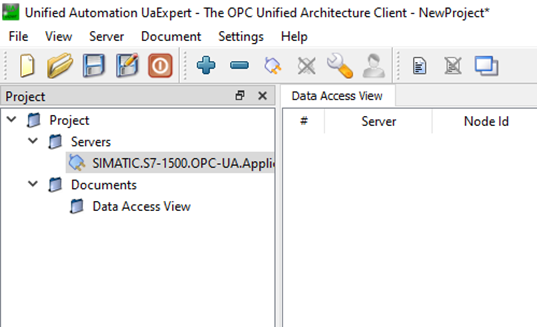 Unified Automation UaExpert - The OPC Unified Architecture Client - NewProject*
File View Server Document Settings Help
Project
Data Access View
# Server Node Id
Project
Servers
SIMATIC.S7-1500.OPC-UA.Applic
Documents
Data Access View